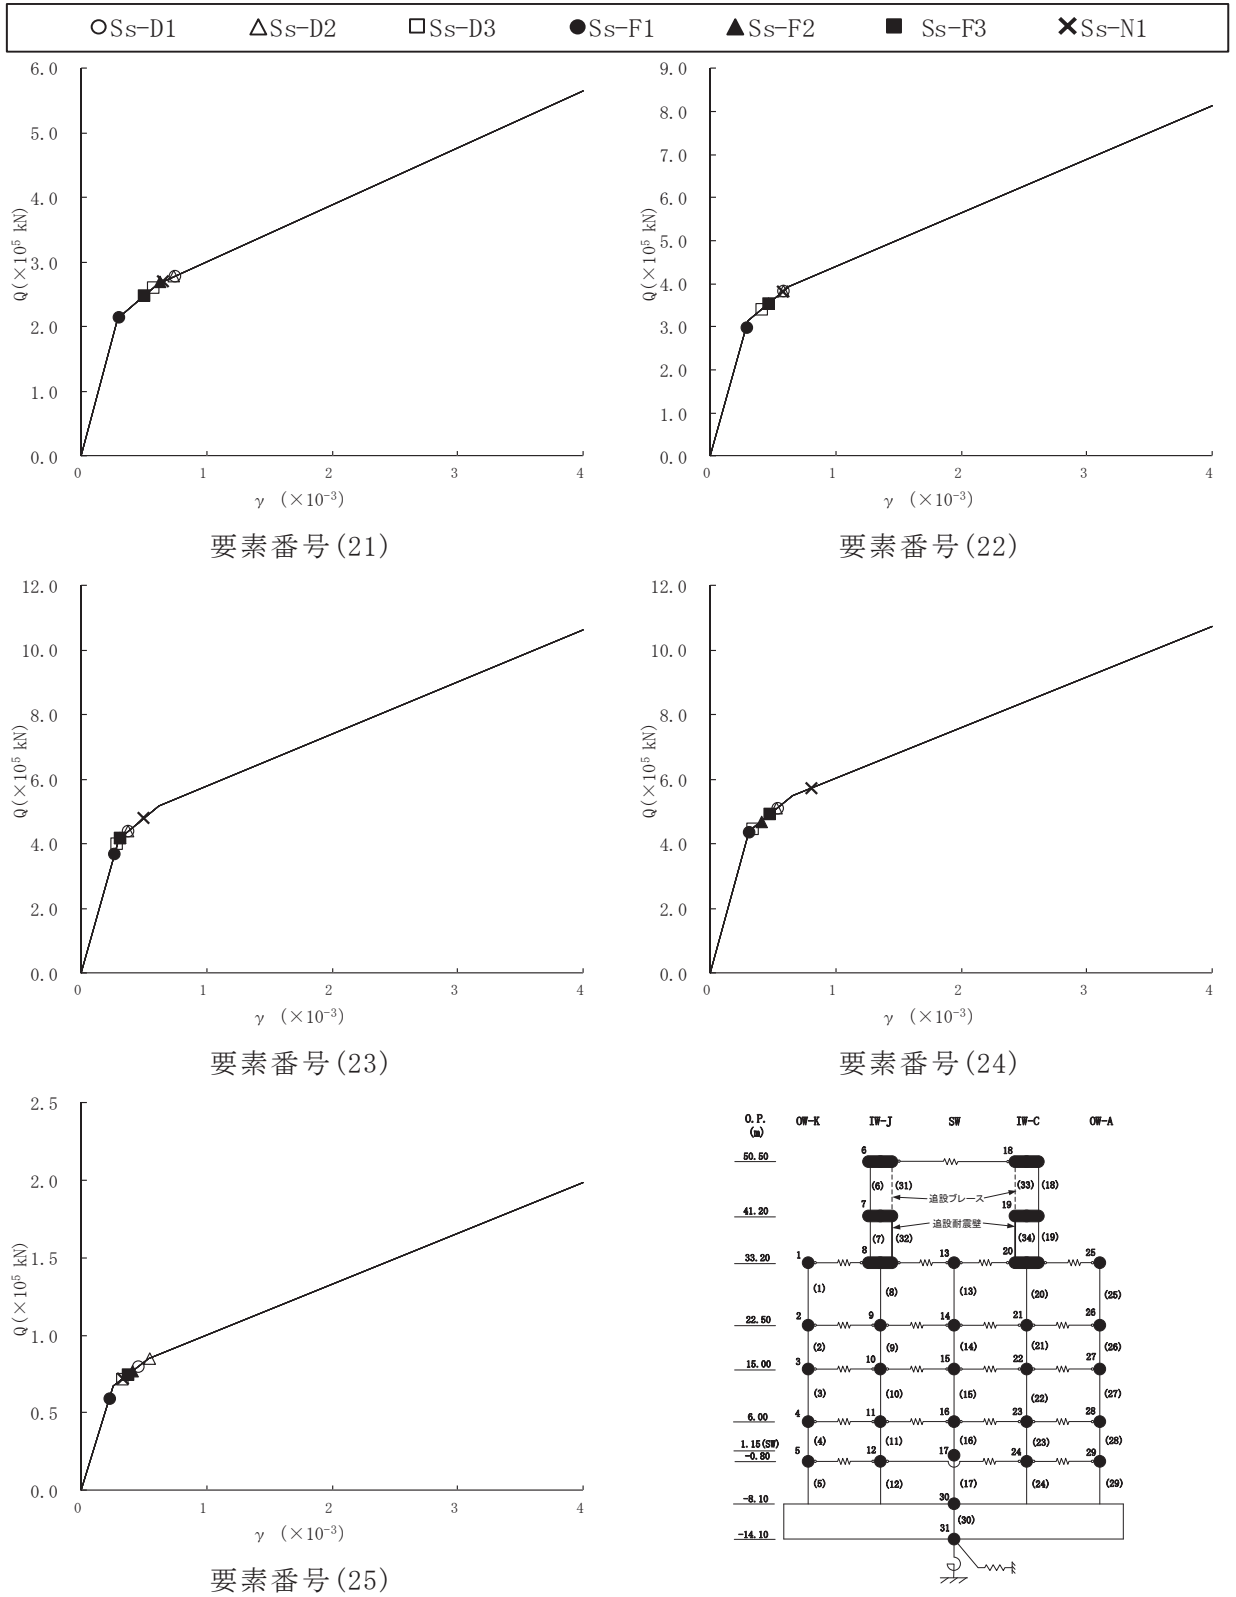 ○Ss-D1 △Ss-D2 □Ss-D3 ●Ss-F1 ▲Ss-F2 ■ Ss-F3 ×Ss-N1
6.0
5.0
4.0
3.0
2.0
1.0
0.0
Q(×10⁵ kN)
0 1 2 3 4
γ (×10⁻³)
要素番号(21)
9.0
8.0
7.0
6.0
5.0
4.0
3.0
2.0
1.0
0.0
Q(×10⁵ kN)
0 1 2 3 4
γ (×10⁻³)
要素番号(22)
12.0
10.0
8.0
6.0
4.0
2.0
0.0
Q(×10⁵ kN)
0 1 2 3 4
γ (×10⁻³)
要素番号(23)
12.0
10.0
8.0
6.0
4.0
2.0
0.0
Q(×10⁵ kN)
0 1 2 3 4
γ (×10⁻³)
要素番号(24)
2.5
2.0
1.5
1.0
0.5
0.0
Q(×10⁵ kN)
0 1 2 3 4
γ (×10⁻³)
要素番号(25)
O.P. OW-K IW-J SW IW-C OW-A
(m)
50.50 6 18
(6) (31) (33) (18)
追設ブレース
41.20 7 19
追設耐震壁
(7) (32) (34) (19)
33.20 1 8 13 20 25
(1) (8) (13) (20) (25)
22.50 2 9 14 21 26
(2) (9) (14) (21) (26)
15.00 3 10 15 22 27
(3) (10) (15) (22) (27)
6.00 4 11 16 23 28
(4) (11) (16) (23) (28)
1.15(SW) 17
-0.80 5 12 24 29
(5) (12) (17) (24) (29)
-8.10 30
(30)
-14.10 31